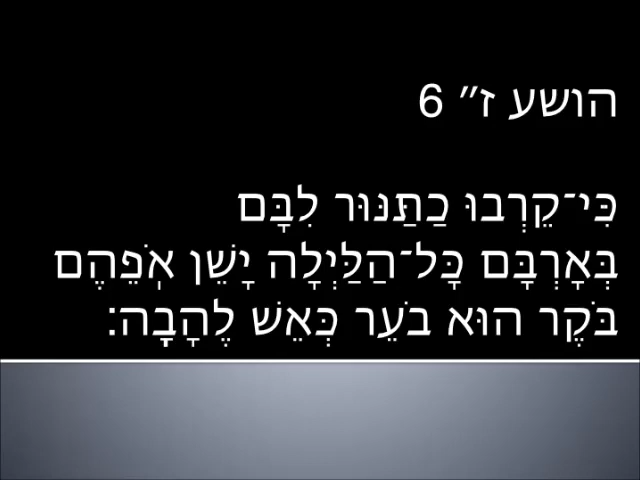 הושע ז״ 6
כִּי־קֵרְבוּ כַתַּנּוּר לִבָּם
בְּאָרְבָּם כָּל־הַלַּיְלָה יָשֵׁן אֹֽפֵהֶם
בֹּקֶר הוּא בֹעֵר כְּאֵשׁ לֶהָבָֽה׃